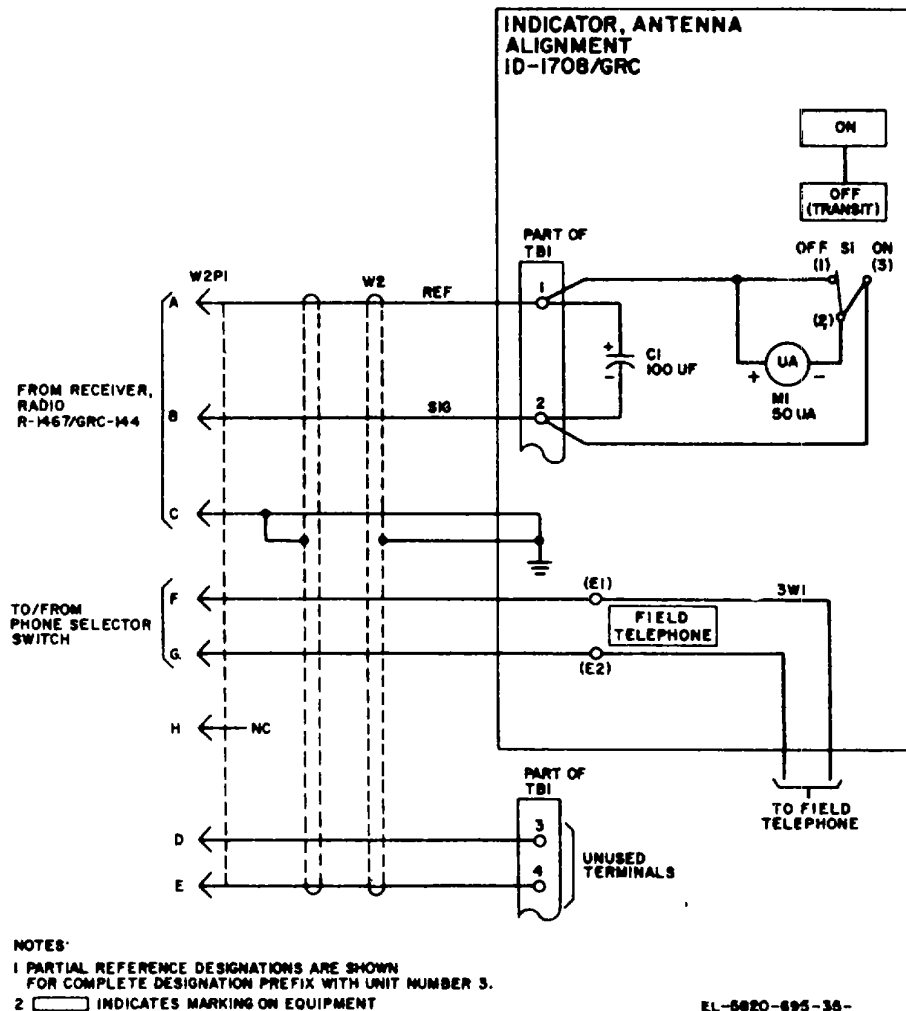 INDICATOR, ANTENNA
ALIGNMENT
ID-1708/GRC
ON
OFF
(TRANSIT)
PART OF
TB1
OFF S1 ON
(1) (3)
(2)
W2P1
W2
A
REF
1
+
C1
100 UF
-
+ UA -
M1
50 UA
FROM RECEIVER,
RADIO
R-1467/GRC-144
B
SIG
2
C
TO/FROM
PHONE SELECTOR
SWITCH
F
(E1)
3W1
FIELD
TELEPHONE
G
(E2)
H
NC
PART OF
TB1
TO FIELD
TELEPHONE
D
3
UNUSED
TERMINALS
E
4
NOTES:
1 PARTIAL REFERENCE DESIGNATIONS ARE SHOWN
FOR COMPLETE DESIGNATION PREFIX WITH UNIT NUMBER 3.
2 INDICATES MARKING ON EQUIPMENT
EL-5820-695-35-